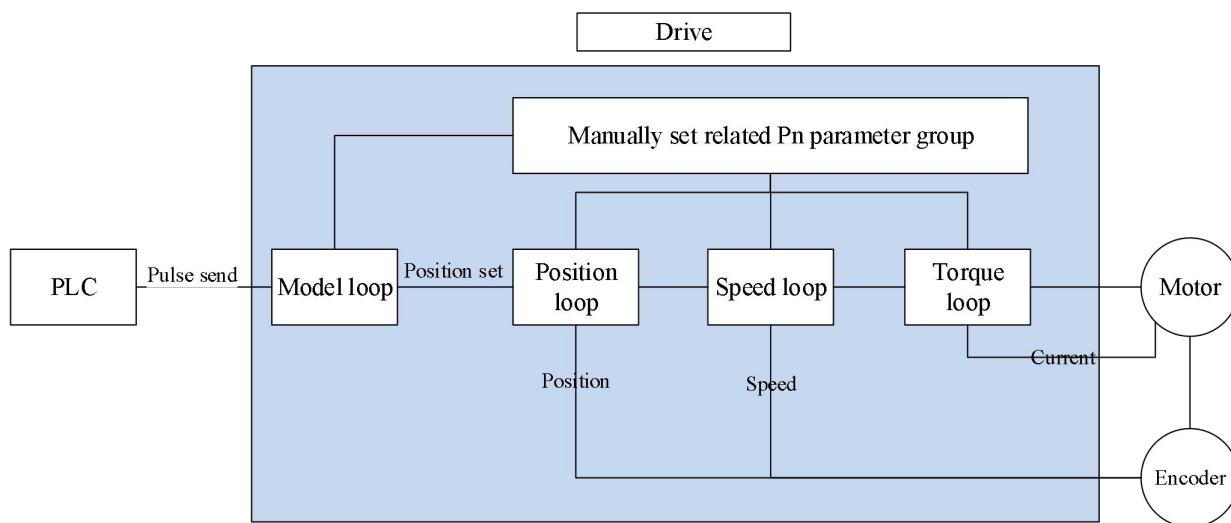 Drive
Manually set related Pn parameter group
PLC
Pulse send
Model loop
Position set
Position
loop
Speed loop
Torque
loop
Motor
Current
Position
Speed
Encoder